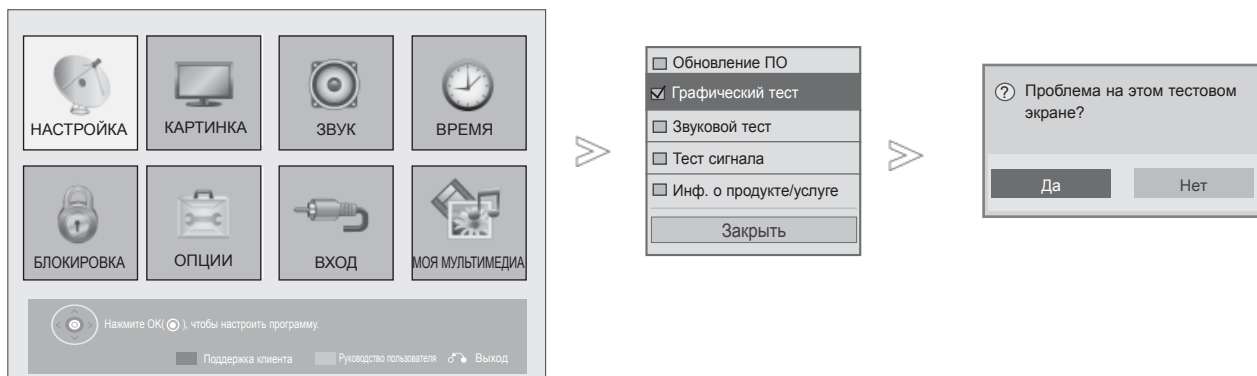 НАСТРОЙКА
КАРТИНКА
ЗВУК
ВРЕМЯ
БЛОКИРОВКА
ОПЦИИ
ВХОД
МОЯ МУЛЬТИМЕДИА
Нажмите OK( ), чтобы настроить программу.
Поддержка клиента Руководство пользователя Выход
Обновление ПО
Графический тест
Звуковой тест
Тест сигнала
Инф. о продукте/услуге
Закрыть
? Проблема на этом тестовом
экране?
Да
Нет